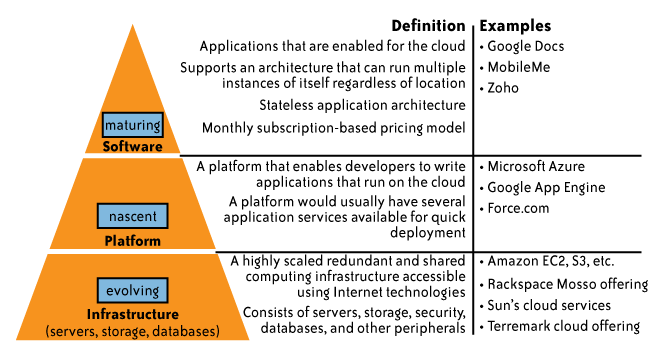 Definition
Examples
Applications that are enabled for the cloud
Supports an architecture that can run multiple
instances of itself regardless of location
Stateless application architecture
Monthly subscription-based pricing model
• Google Docs
• MobileMe
• Zoho
maturing
Software
A platform that enables developers to write
applications that run on the cloud
A platform would usually have several
application services available for quick
deployment
• Microsoft Azure
• Google App Engine
• Force.com
nascent
Platform
A highly scaled redundant and shared
computing infrastructure accessible
using Internet technologies
Consists of servers, storage, security,
databases, and other peripherals
• Amazon EC2, S3, etc.
• Rackspace Mosso offering
• Sun's cloud services
• Terremark cloud offering
evolving
Infrastructure
(servers, storage, databases)